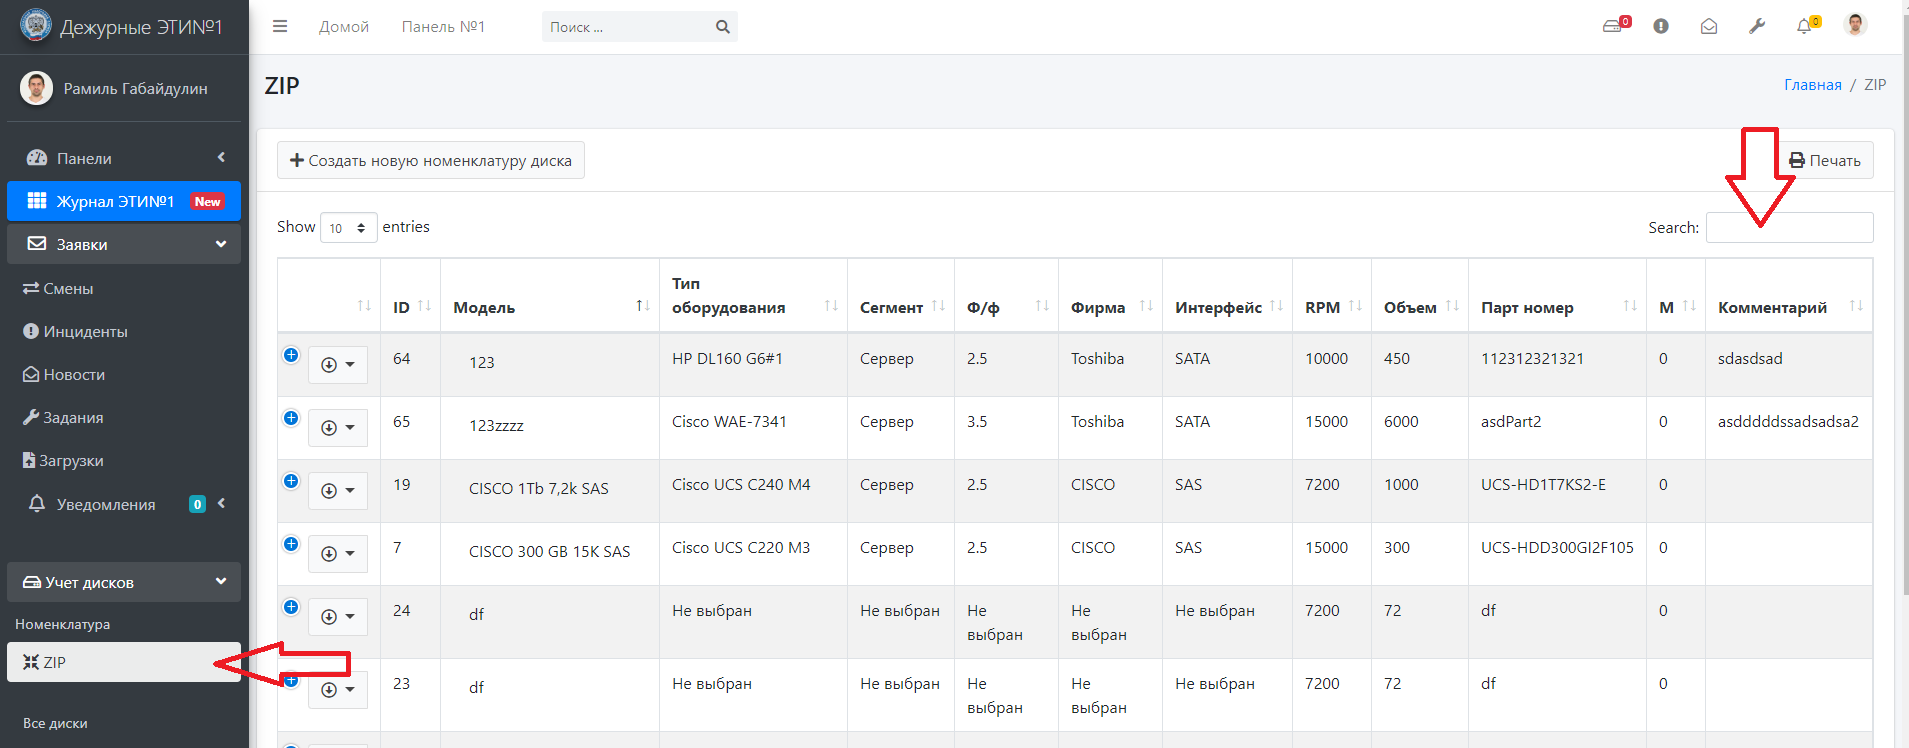 Дежурные ЭТИ№1
Домой
Панель №1
Поиск ...
0
0
Рамиль Габайдулин
Панели
Журнал ЭТИ№1 New
Заявки
Смены
Инциденты
Новости
Задания
Загрузки
Уведомления 0
Учет дисков
Номенклатура
ZIP
Все диски
ZIP
Главная / ZIP
Создать новую номенклатуру диска
Печать
Show 10 entries
Search:
ID Модель Тип оборудования Сегмент Ф/ф Фирма Интерфейс RPM Объем Парт номер М Комментарий
64 123 HP DL160 G6#1 Сервер 2.5 Toshiba SATA 10000 450 112312321321 0 sdasdsad
65 123zzzz Cisco WAE-7341 Сервер 3.5 Toshiba SATA 15000 6000 asdPart2 0 asdddddssadsadsa2
19 CISCO 1Tb 7,2k SAS Cisco UCS C240 M4 Сервер 2.5 CISCO SAS 7200 1000 UCS-HD1T7KS2-E 0
7 CISCO 300 GB 15K SAS Cisco UCS C220 M3 Сервер 2.5 CISCO SAS 15000 300 UCS-HDD300GI2F105 0
24 df Не выбран Не выбран Не выбран Не выбран Не выбран 7200 72 df 0
23 df Не выбран Не выбран Не выбран Не выбран Не выбран 7200 72 df 0